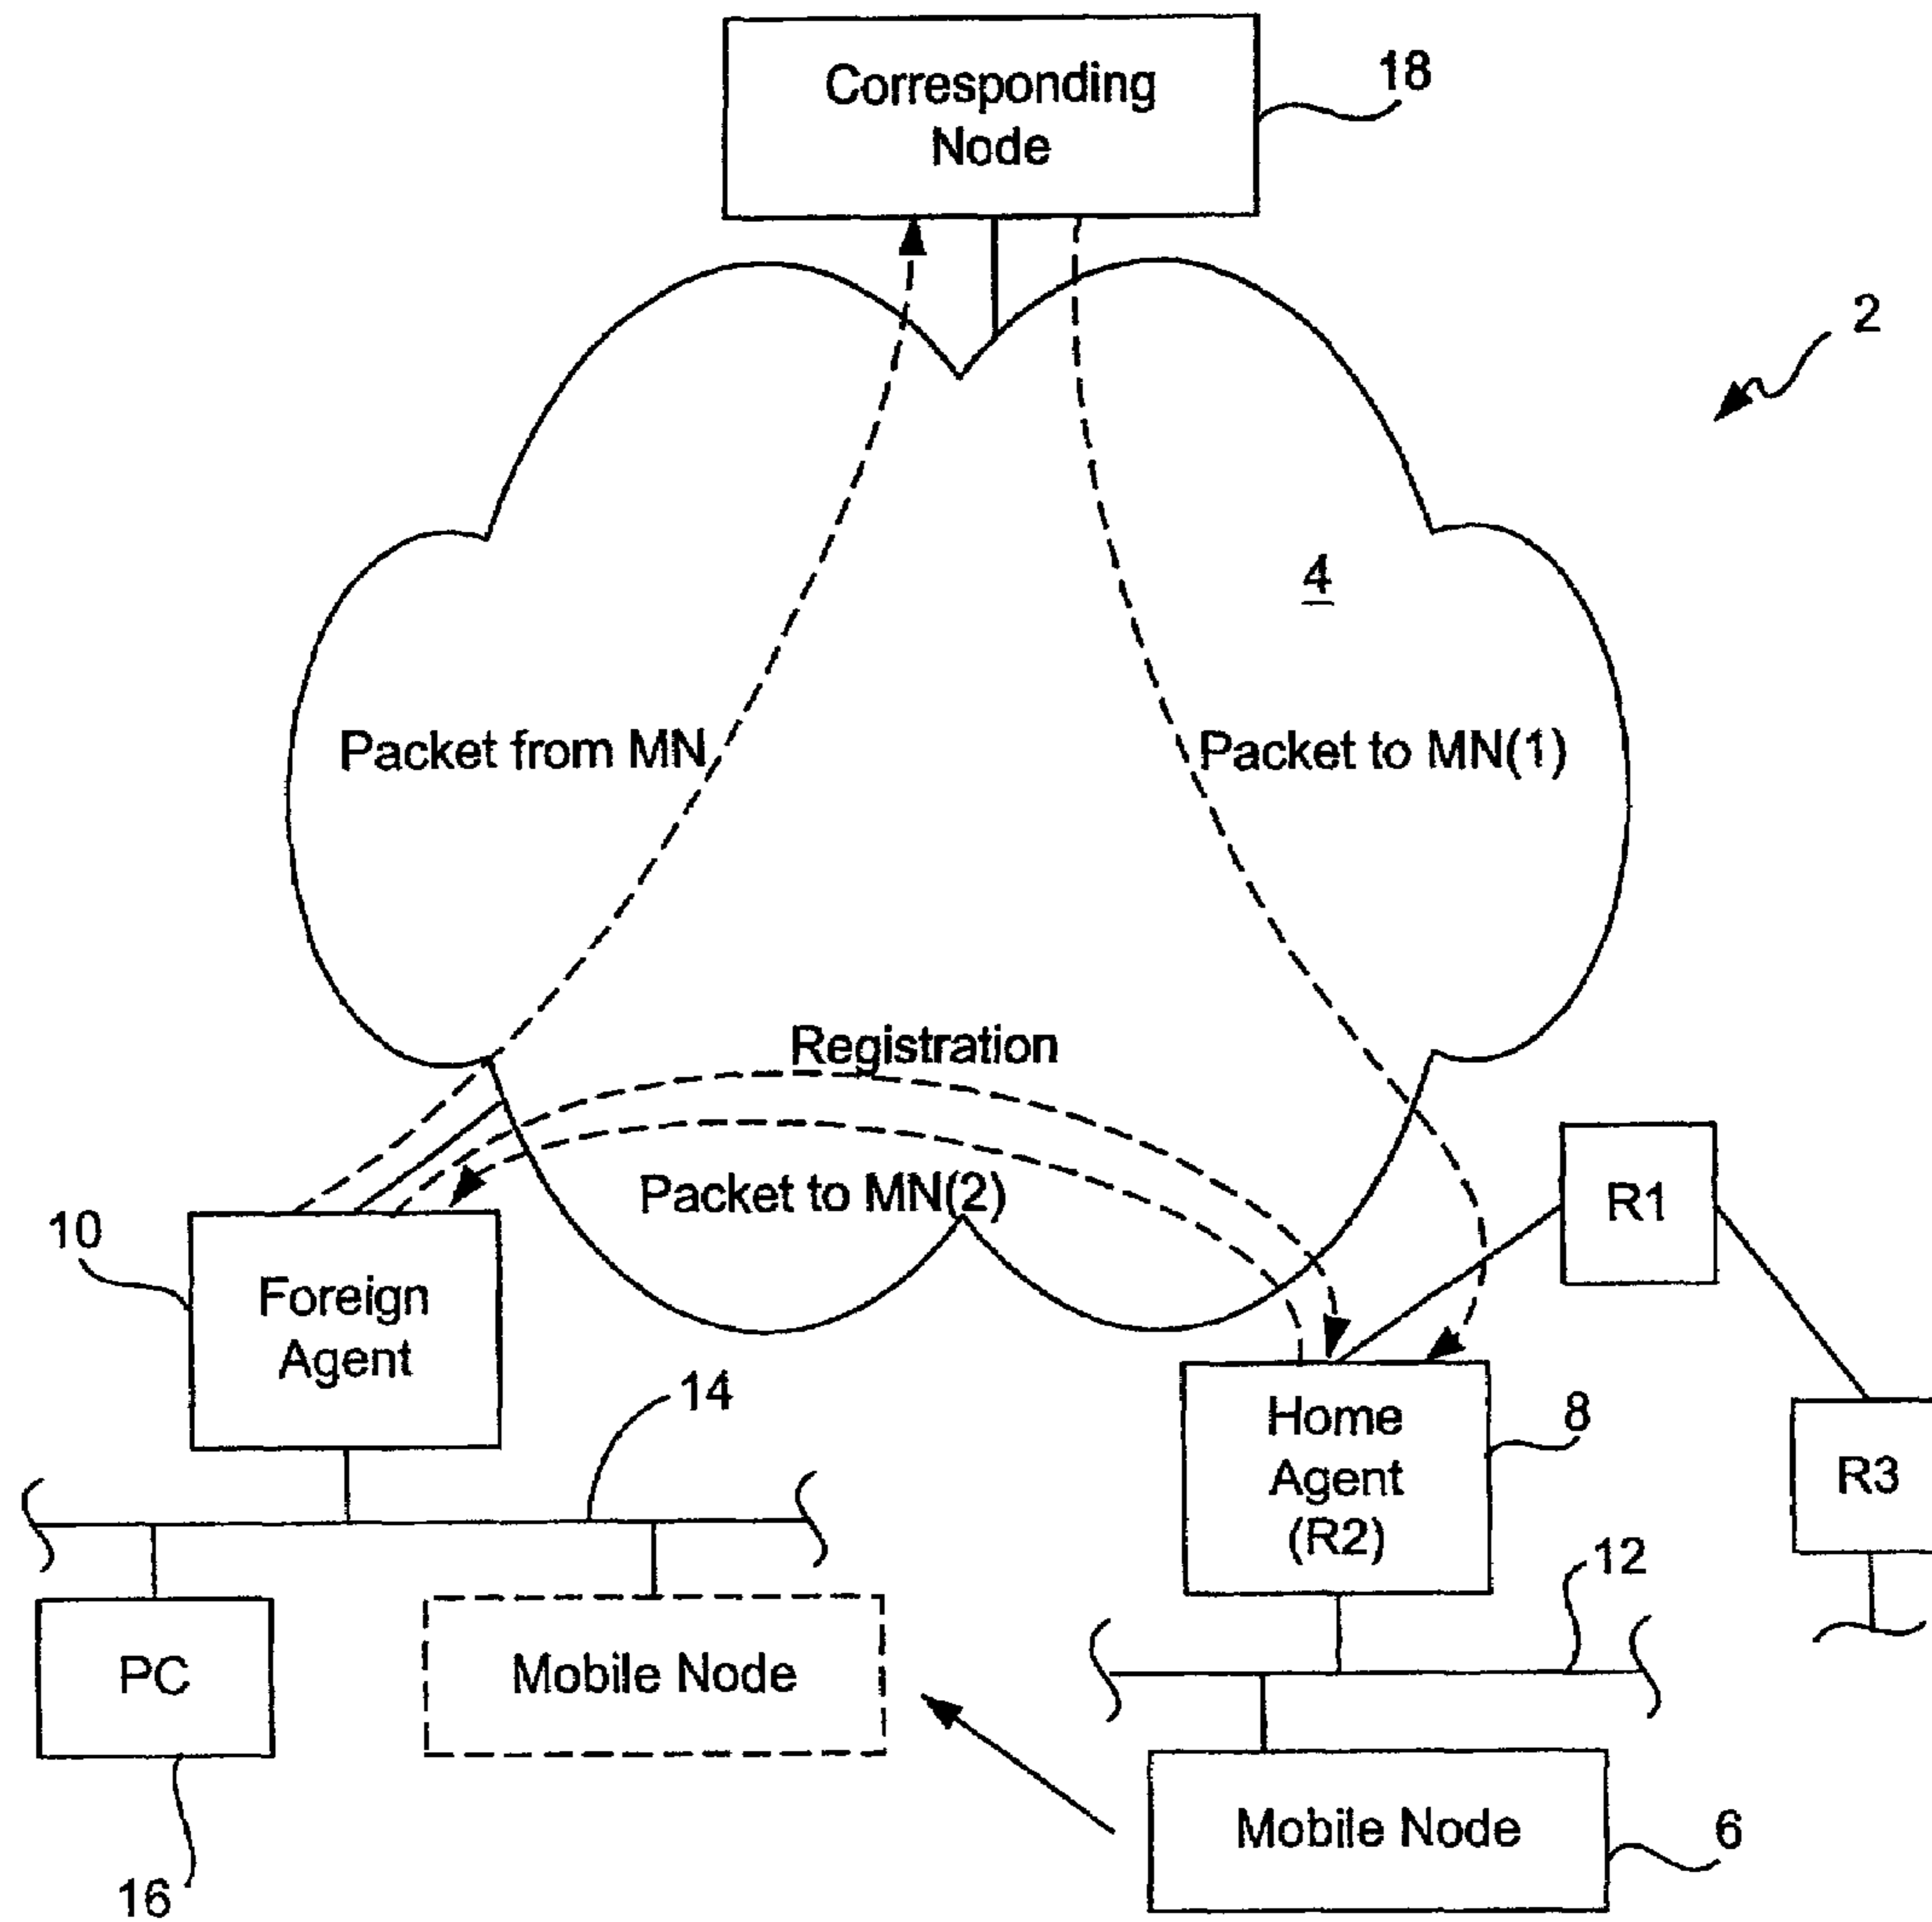 Corresponding
Node
18
2
4
Packet from MN
Packet to MN(1)
Registration
Packet to MN(2)
R1
10
Foreign
Agent
14
Home
Agent
(R2)
8
R3
12
PC
Mobile Node
Mobile Node
6
16